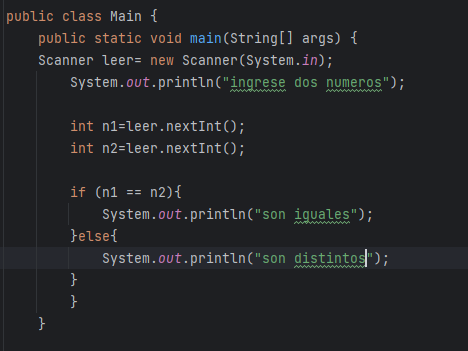 public class Main {
    public static void main(String[] args) {
    Scanner leer= new Scanner(System.in);
        System.out.println("ingrese dos numeros");

        int n1=leer.nextInt();
        int n2=leer.nextInt();

        if (n1 == n2){
            System.out.println("son iguales");
        }else{
            System.out.println("son distintos");
        }
        }
    }